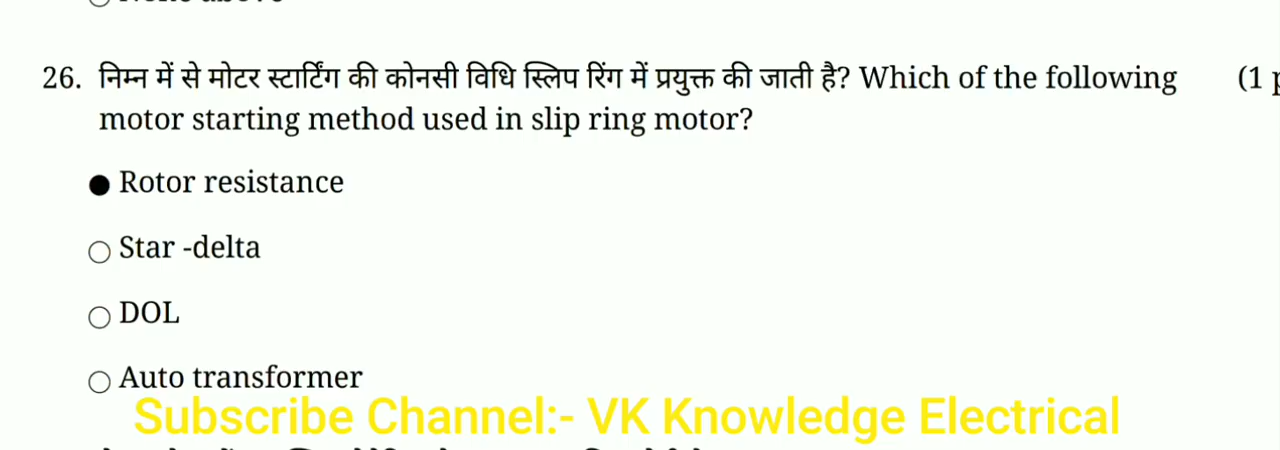 26. निम्न में से मोटर स्टार्टिंग की कोनसी विधि स्लिप रिंग में प्रयुक्त की जाती है? Which of the following (1
motor starting method used in slip ring motor?
Rotor resistance
Star -delta
DOL
Auto transformer
Subscribe Channel:- VK Knowledge Electrical